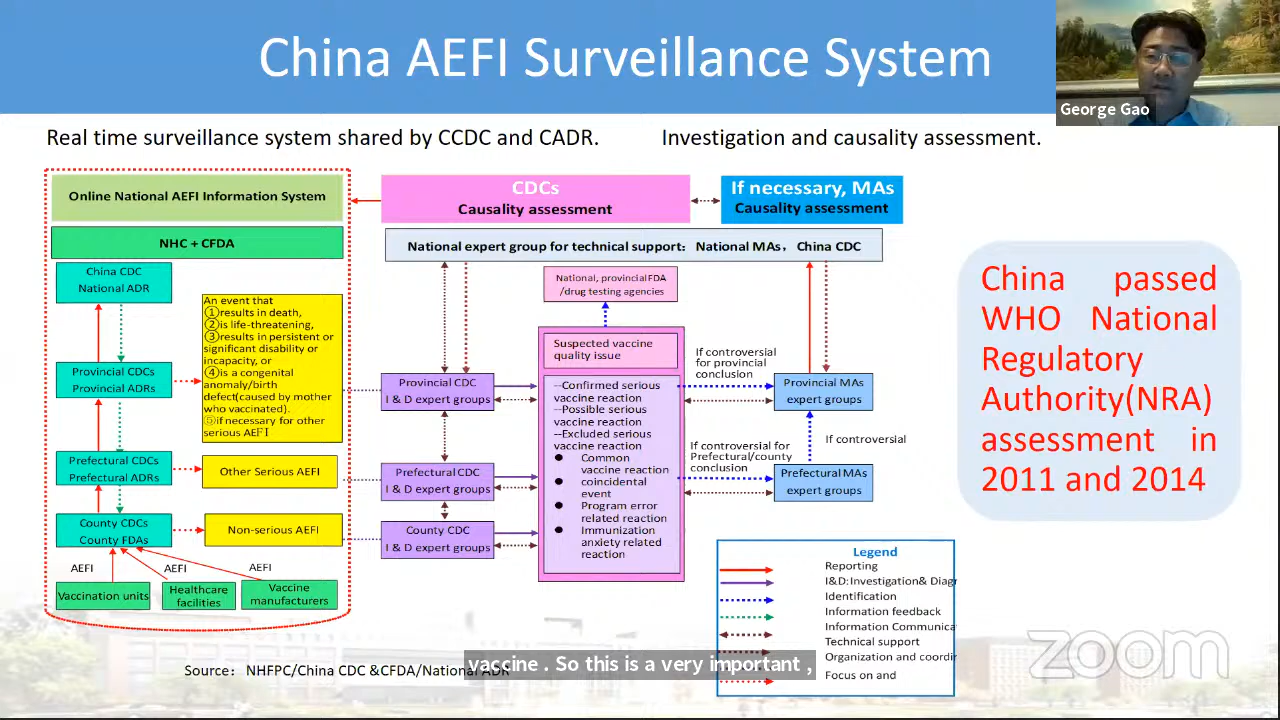 China AEFI Surveillance System
George Gao
Real time surveillance system shared by CCDC and CADR.
Investigation and causality assessment.
Online National AEFI Information System
NHC + CFDA
China CDC
National ADR
An event that
①results in death,
②is life-threatening,
③results in persistent or
significant disability or
incapacity, or
④is a congenital
anomaly/birth
defect(caused by mother
who vaccinated).
⑤if necessary for other
serious AEFI
Provincial CDCs
Provincial ADRs
Prefectural CDCs
Prefectural ADRs
Other Serious AEFI
County CDCs
County FDAs
Non-serious AEFI
AEFI
AEFI
AEFI
Vaccination units
Healthcare
facilities
Vaccine
manufacturers
CDCs
Causality assessment
If necessary, MAs
Causality assessment
National expert group for technical support: National MAs, China CDC
National, provincial FDA
/drug testing agencies
Suspected vaccine
quality issue
Provincial CDC
I & D expert groups
Prefectural CDC
I & D expert groups
County CDC
I & D expert groups
--Confirmed serious
vaccine reaction
--Possible serious
vaccine reaction
--Excluded serious
vaccine reaction
● Common
vaccine reaction
● coincidental
event
● Program error
related reaction
● Immunization
anxiety related
reaction
If controversial
for provincial
conclusion
If controversial for
Prefectural/county
conclusion
Provincial MAs
expert groups
If controversial
Prefectural MAs
expert groups
China passed
WHO National
Regulatory
Authority(NRA)
assessment in
2011 and 2014
Legend
Reporting
I&D:Investigation& Diagr
Identification
Information feedback
Information Communica
Technical support
Organization and coordin
Focus on and
Source: NHFPC/China CDC &CFDA/National ADR
vaccine . So this is a very important ,
zoom